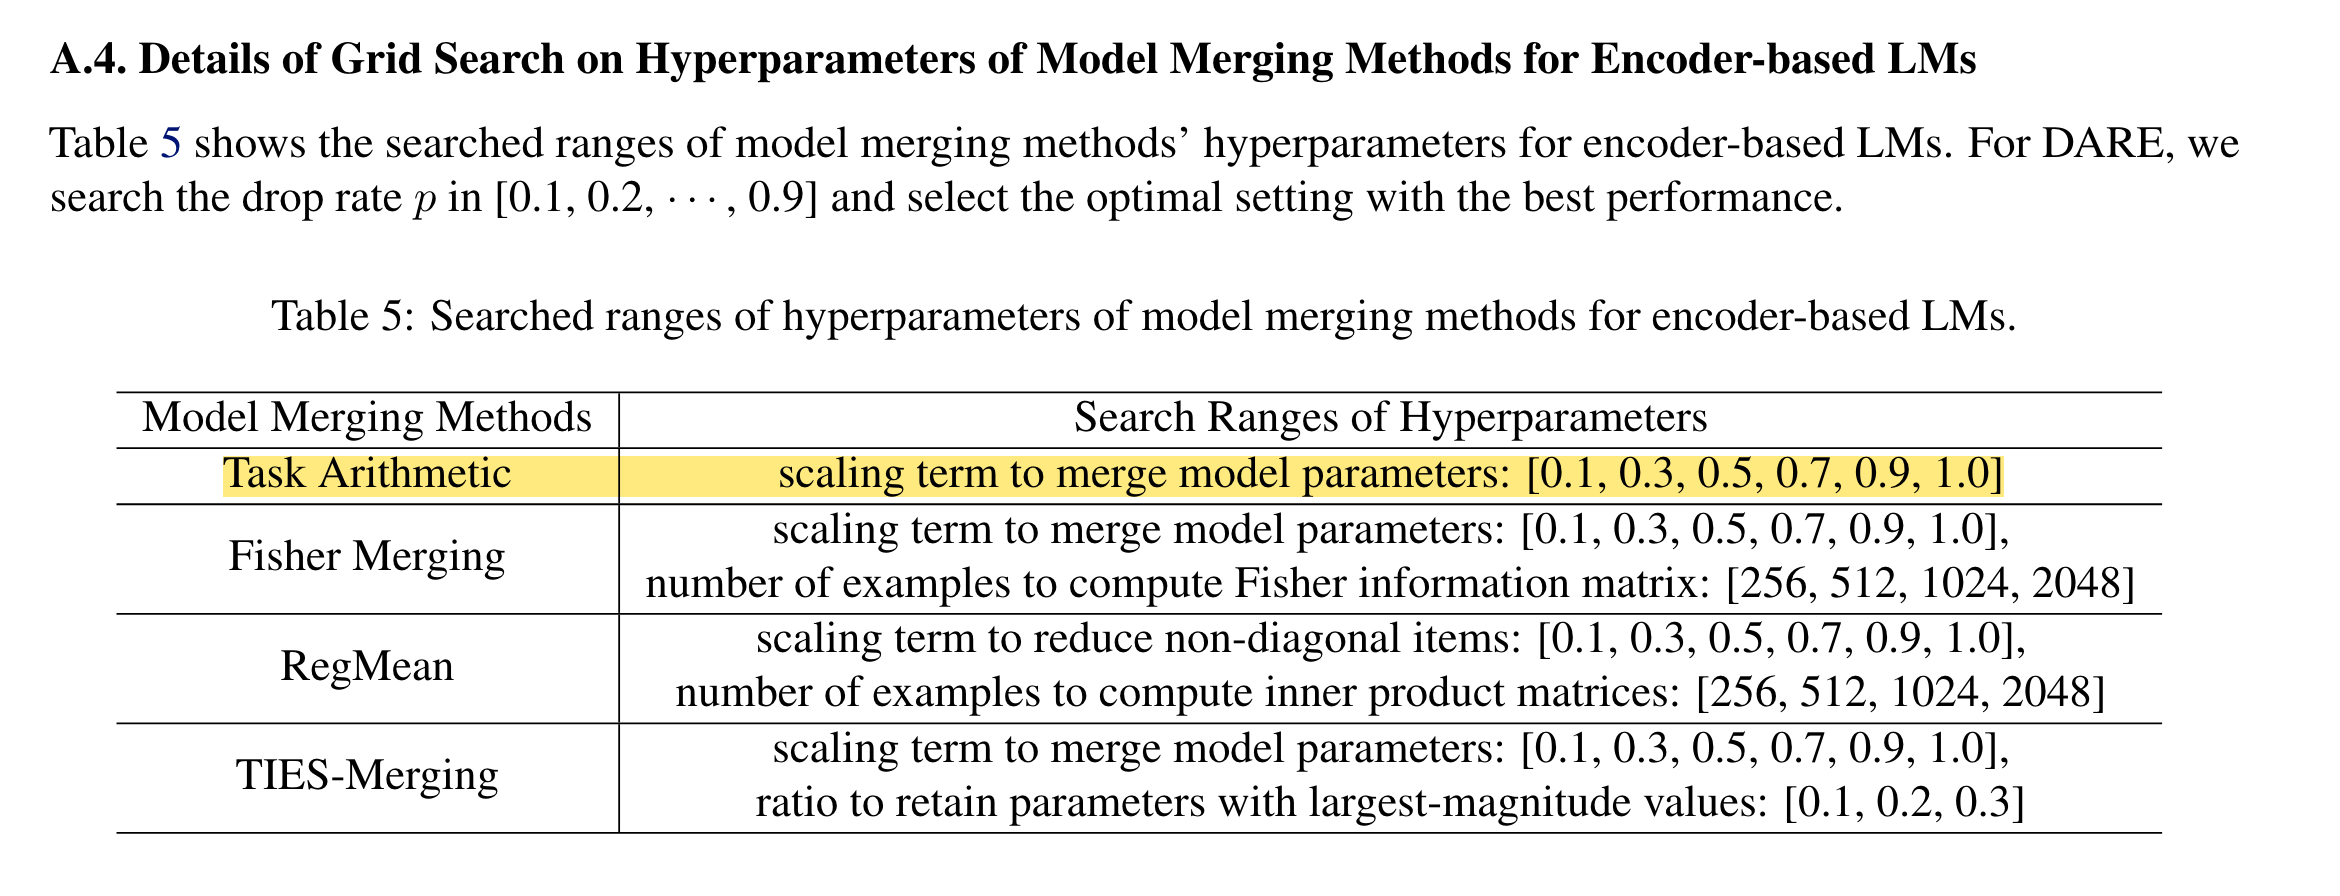 A.4. Details of Grid Search on Hyperparameters of Model Merging Methods for Encoder-based LMs
Table 5 shows the searched ranges of model merging methods’ hyperparameters for encoder-based LMs. For DARE, we
search the drop rate p in [0.1, 0.2, · · · , 0.9] and select the optimal setting with the best performance.
Table 5: Searched ranges of hyperparameters of model merging methods for encoder-based LMs.
Model Merging Methods Search Ranges of Hyperparameters
Task Arithmetic scaling term to merge model parameters: [0.1, 0.3, 0.5, 0.7, 0.9, 1.0]
Fisher Merging
scaling term to merge model parameters: [0.1, 0.3, 0.5, 0.7, 0.9, 1.0],
number of examples to compute Fisher information matrix: [256, 512, 1024, 2048]
RegMean
scaling term to reduce non-diagonal items: [0.1, 0.3, 0.5, 0.7, 0.9, 1.0],
number of examples to compute inner product matrices: [256, 512, 1024, 2048]
TIES-Merging
scaling term to merge model parameters: [0.1, 0.3, 0.5, 0.7, 0.9, 1.0],
ratio to retain parameters with largest-magnitude values: [0.1, 0.2, 0.3]